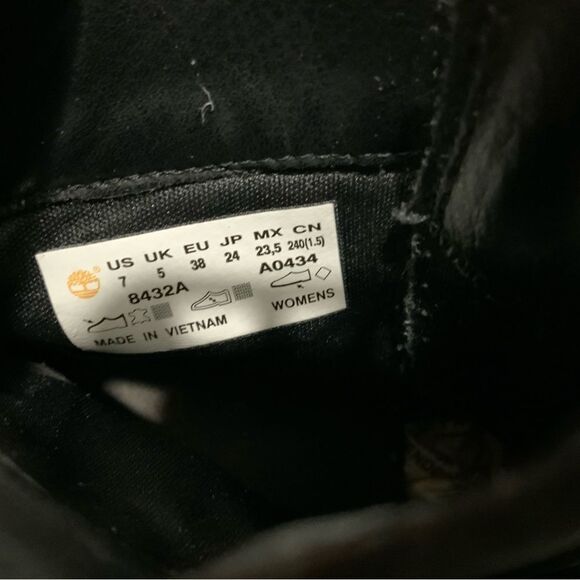 US UK EU JP MX CN
7 5 38 24 23,5 240(1.5)
8432A A0434
MADE IN VIETNAM WOMENS